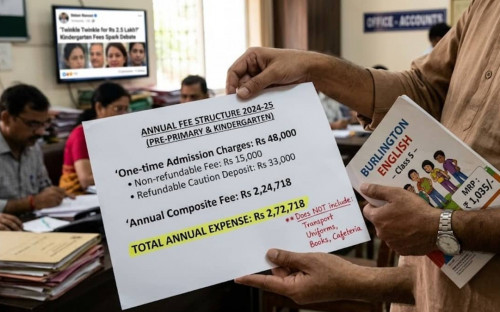 'Twinkle Twinkle for Rs 2.5 Lakh?'
Kindergarten Fees Spark Debate
OFFICE - ACCOUNTS
ANNUAL FEE STRUCTURE 2024-25
(PRE-PRIMARY & KINDERGARTEN)
'One-time Admission Charges: Rs 48,000
• Non-refundable Fee: Rs 15,000
• Refundable Caution Deposit: Rs 33,000
'Annual Composite Fee: Rs 2,24,718
TOTAL ANNUAL EXPENSE: Rs 2,72,718
** Does NOT Include:
Transport
Uniforms,
Books, Cafeteria
BURLINGTON
ENGLISH
- Class 5 -
MRP:
₹ 1,035/-